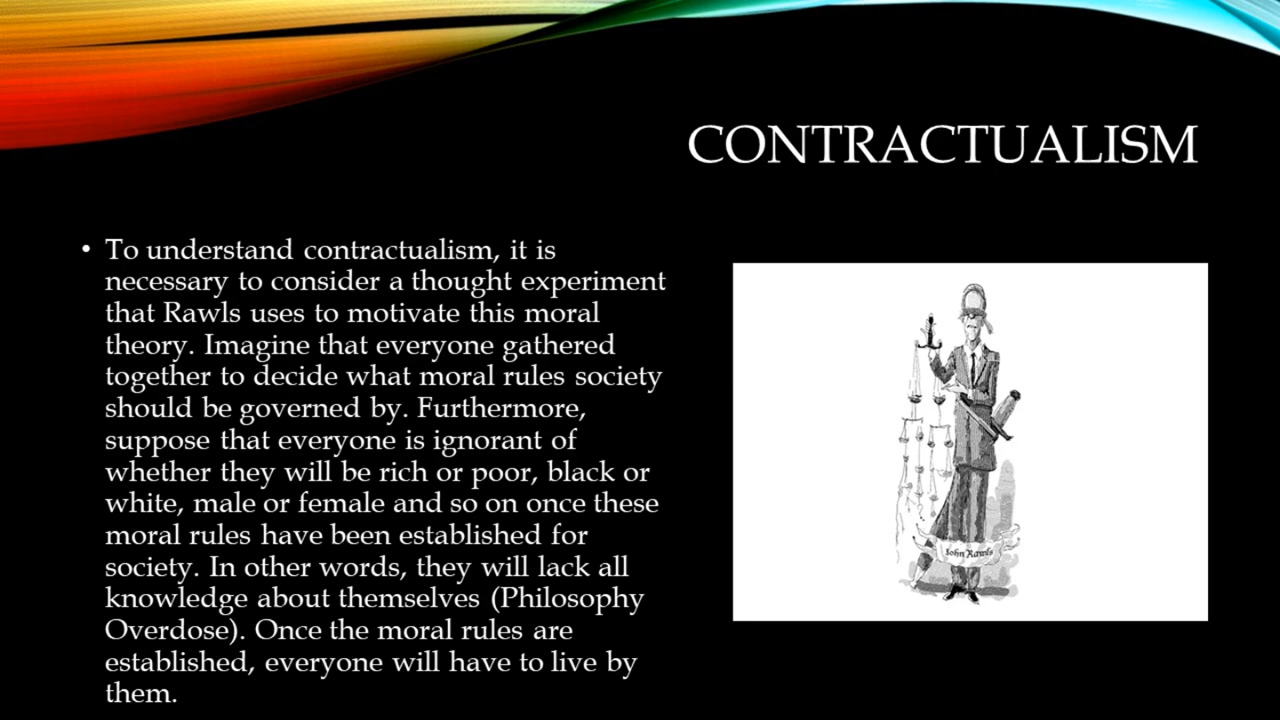 CONTRACTUALISM
• To understand contractualism, it is
necessary to consider a thought experiment
that Rawls uses to motivate this moral
theory. Imagine that everyone gathered
together to decide what moral rules society
should be governed by. Furthermore,
suppose that everyone is ignorant of
whether they will be rich or poor, black or
white, male or female and so on once these
moral rules have been established for
society. In other words, they will lack all
knowledge about themselves (Philosophy
Overdose). Once the moral rules are
established, everyone will have to live by
them.
John Rawls